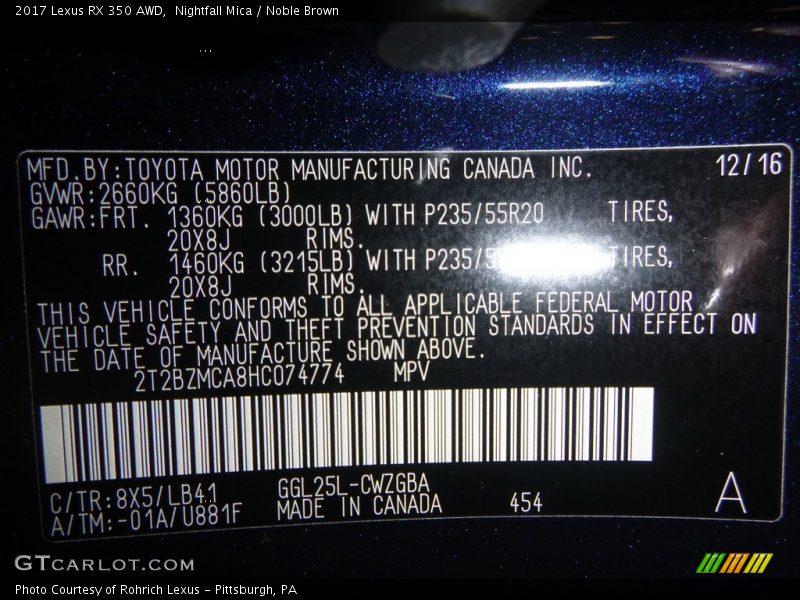 2017 Lexus RX 350 AWD, Nightfall Mica / Noble Brown
MFD.BY:TOYOTA MOTOR MANUFACTURING CANADA INC. 12/16
GVWR:2660KG (5860LB)
GAWR:FRT. 1360KG (3000LB) WITH P235/55R20 TIRES,
20X8J RIMS.
RR. 1460KG (3215LB) WITH TIRES,
20X8J RIMS.
THIS VEHICLE CONFORMS TO ALL APPLICABLE FEDERAL MOTOR
VEHICLE SAFETY AND THEFT PREVENTION STANDARDS IN EFFECT ON
THE DATE OF MANUFACTURE SHOWN ABOVE.
2T2BZMCA8HC074774 MPV
C/TR:8X5/LB41 GGL25L-CWZGBA
A/TM:-01A/U881F MADE IN CANADA 454 A
GTCARLOT.COM
Photo Courtesy of Rohrich Lexus - Pittsburgh, PA